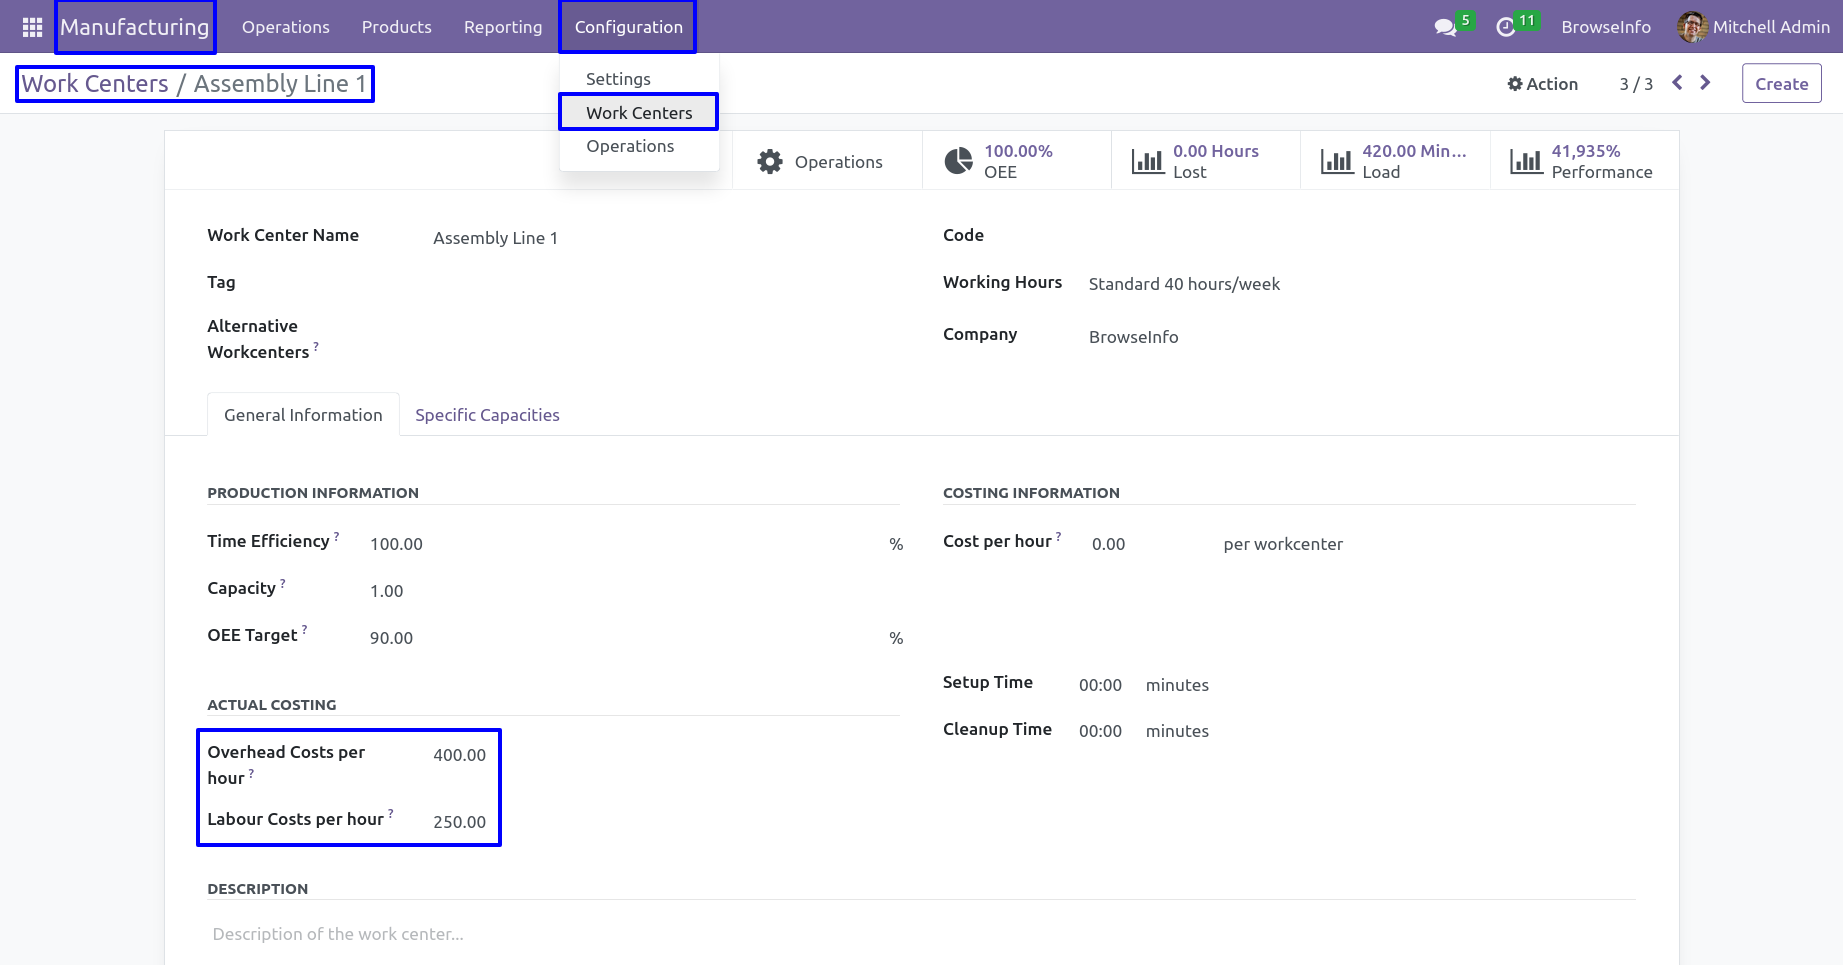 Manufacturing Operations Products Reporting Configuration 5 11 BrowseInfo Mitchell Admin
Work Centers / Assembly Line 1
Settings
Work Centers
Operations
Action 3 / 3 Create
Operations
100.00%
OEE
0.00 Hours
Lost
420.00 Min...
Load
41,935%
Performance
Work Center Name Assembly Line 1
Tag
Alternative
Workcenters ?
Code
Working Hours Standard 40 hours/week
Company BrowseInfo
General Information Specific Capacities
PRODUCTION INFORMATION
Time Efficiency ? 100.00 %
Capacity ? 1.00
OEE Target ? 90.00 %
COSTING INFORMATION
Cost per hour ? 0.00 per workcenter
Setup Time 00:00 minutes
Cleanup Time 00:00 minutes
ACTUAL COSTING
Overhead Costs per 400.00
hour ?
Labour Costs per hour ? 250.00
DESCRIPTION
Description of the work center...